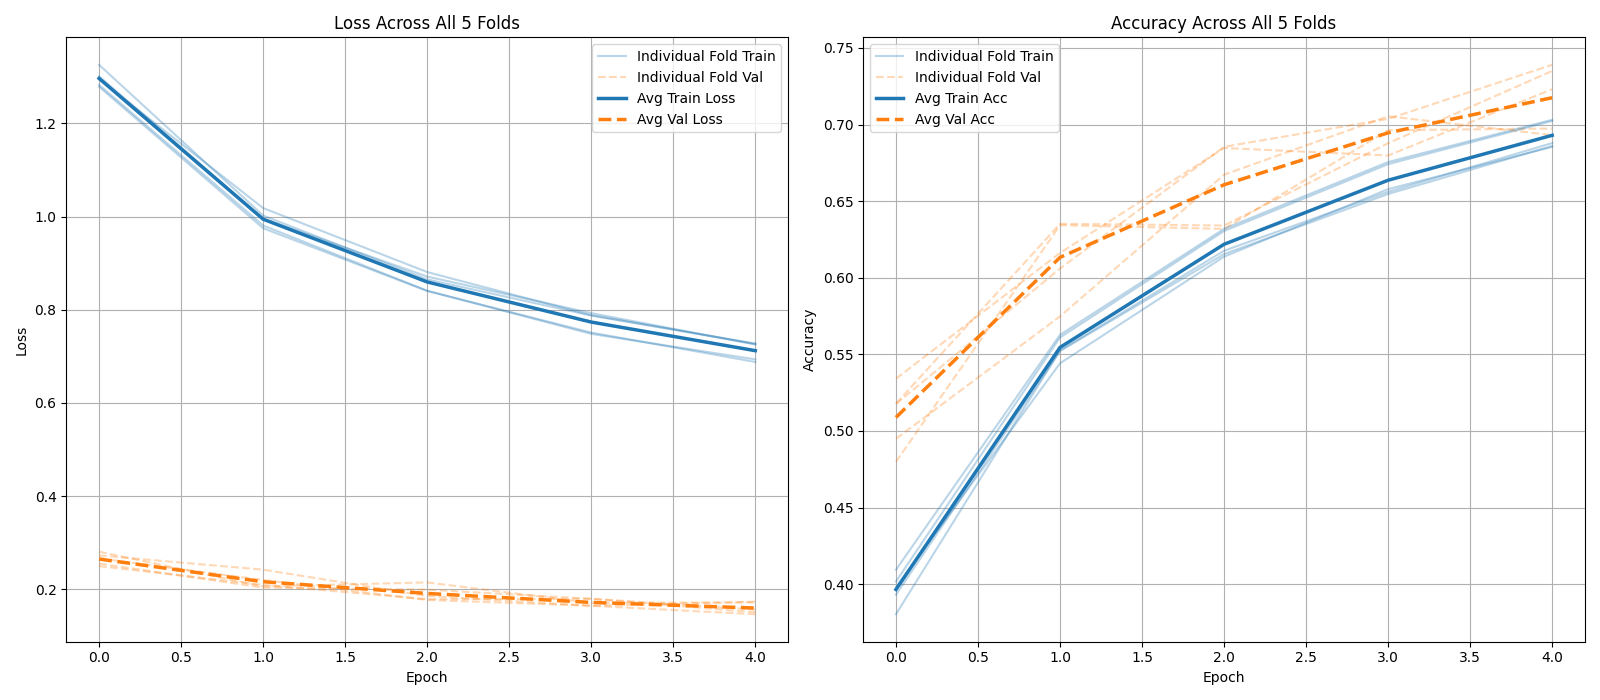 Loss Across All 5 Folds
Individual Fold Train
Individual Fold Val
Avg Train Loss
Avg Val Loss
Loss
1.2
1.0
0.8
0.6
0.4
0.2
0.0 0.5 1.0 1.5 2.0 2.5 3.0 3.5 4.0
Epoch
Accuracy Across All 5 Folds
Individual Fold Train
Individual Fold Val
Avg Train Acc
Avg Val Acc
Accuracy
0.75
0.70
0.65
0.60
0.55
0.50
0.45
0.40
0.0 0.5 1.0 1.5 2.0 2.5 3.0 3.5 4.0
Epoch